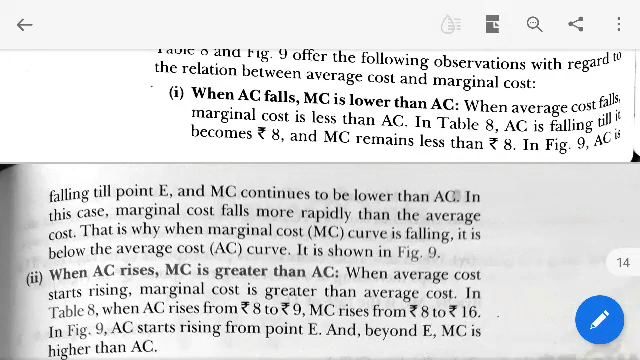 Table 8 and Fig. 9 offer the following observations with regard to
the relation between average cost and marginal cost:
(i) When AC falls, MC is lower than AC: When average cost falls,
marginal cost is less than AC. In Table 8, AC is falling till it
becomes ₹ 8, and MC remains less than ₹ 8. In Fig. 9, AC is
falling till point E, and MC continues to be lower than AC. In
this case, marginal cost falls more rapidly than the average
cost. That is why when marginal cost (MC) curve is falling, it is
below the average cost (AC) curve. It is shown in Fig. 9.
14
(ii) When AC rises, MC is greater than AC: When average cost
starts rising, marginal cost is greater than average cost. In
Table 8, when AC rises from ₹ 8 to ₹ 9, MC rises from ₹ 8 to ₹ 16.
In Fig. 9, AC starts rising from point E. And, beyond E, MC is
higher than AC.